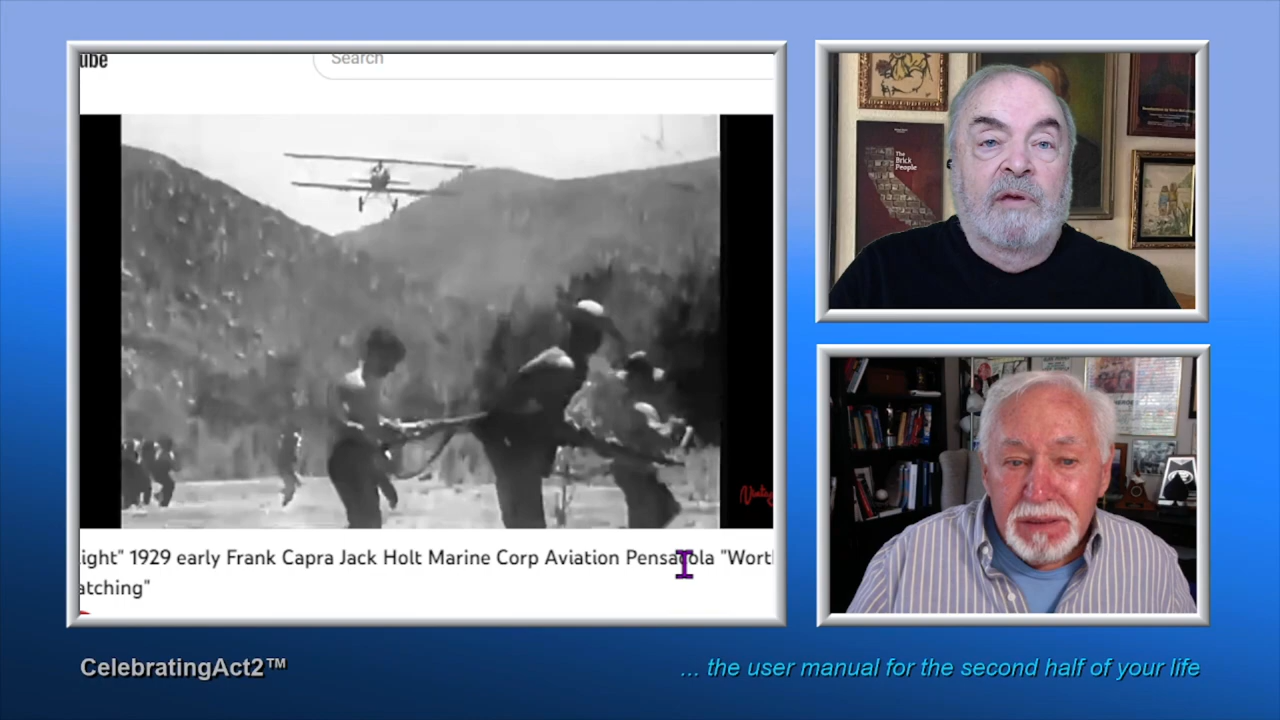 ube
Search
ight" 1929 early Frank Capra Jack Holt Marine Corp Aviation Pensacola "Wort
atching"
The
Brick
People
CelebratingAct2™
... the user manual for the second half of your life